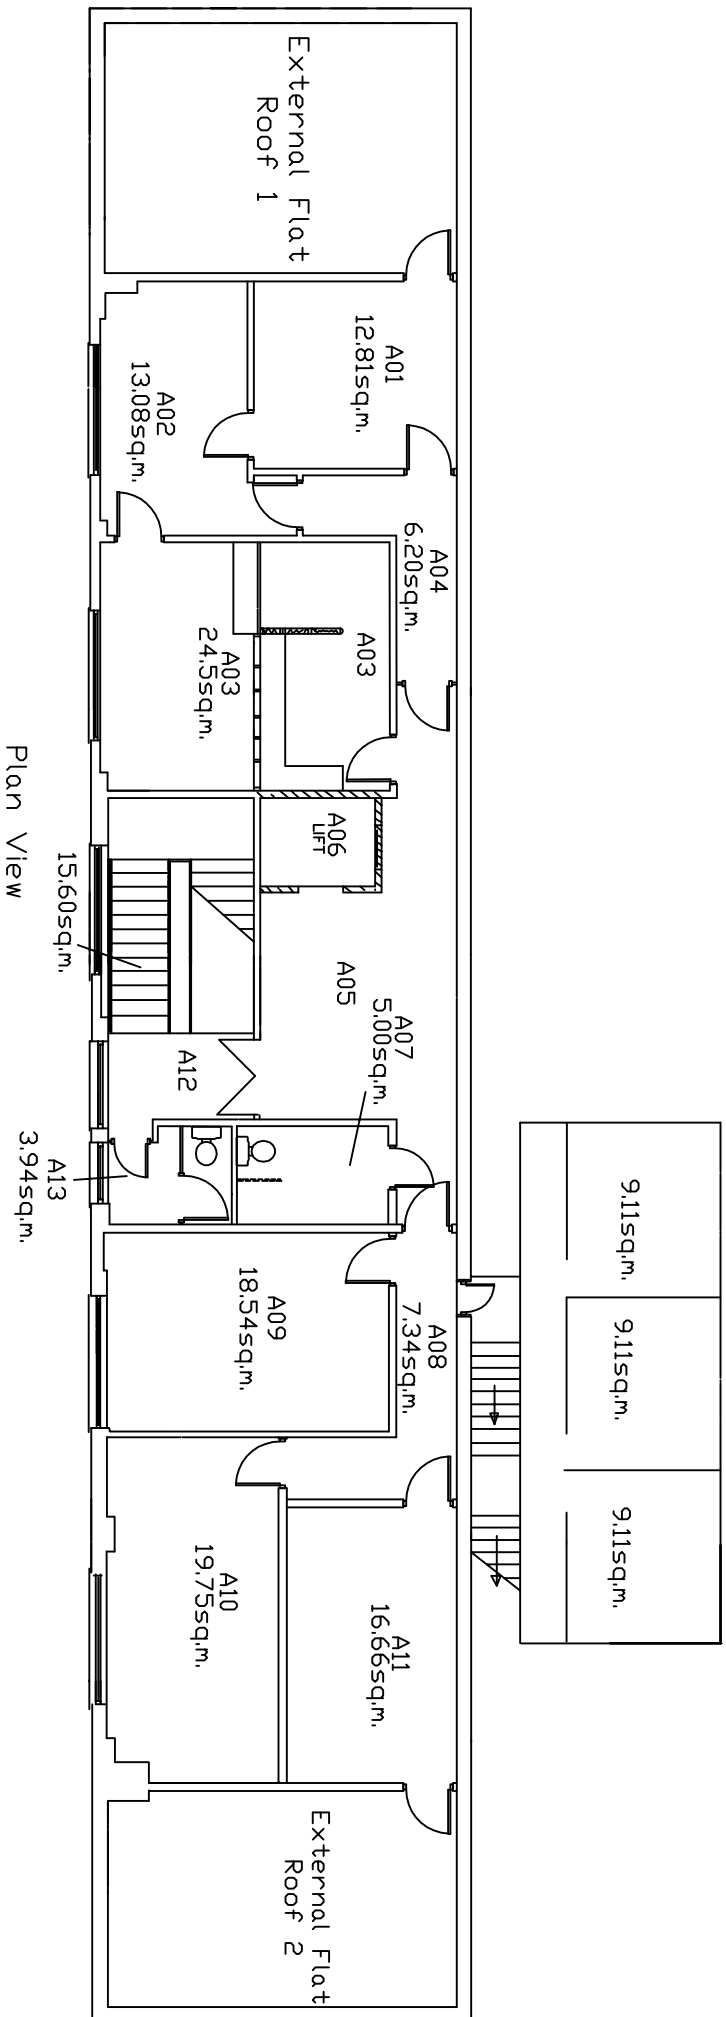 External Flat
Roof 1
A01
12.81sq.m.
A02
13.08sq.m.
A04
6.20sq.m.
A03
A03
24.5sq.m.
A06
LIFT
A05
15.60sq.m.
A07
5.00sq.m.
A12
A13
3.94sq.m.
A08
7.34sq.m.
A09
18.54sq.m.
A10
19.75sq.m.
A11
16.66sq.m.
9.11sq.m.
9.11sq.m.
9.11sq.m.
External Flat
Roof 2
Plan View